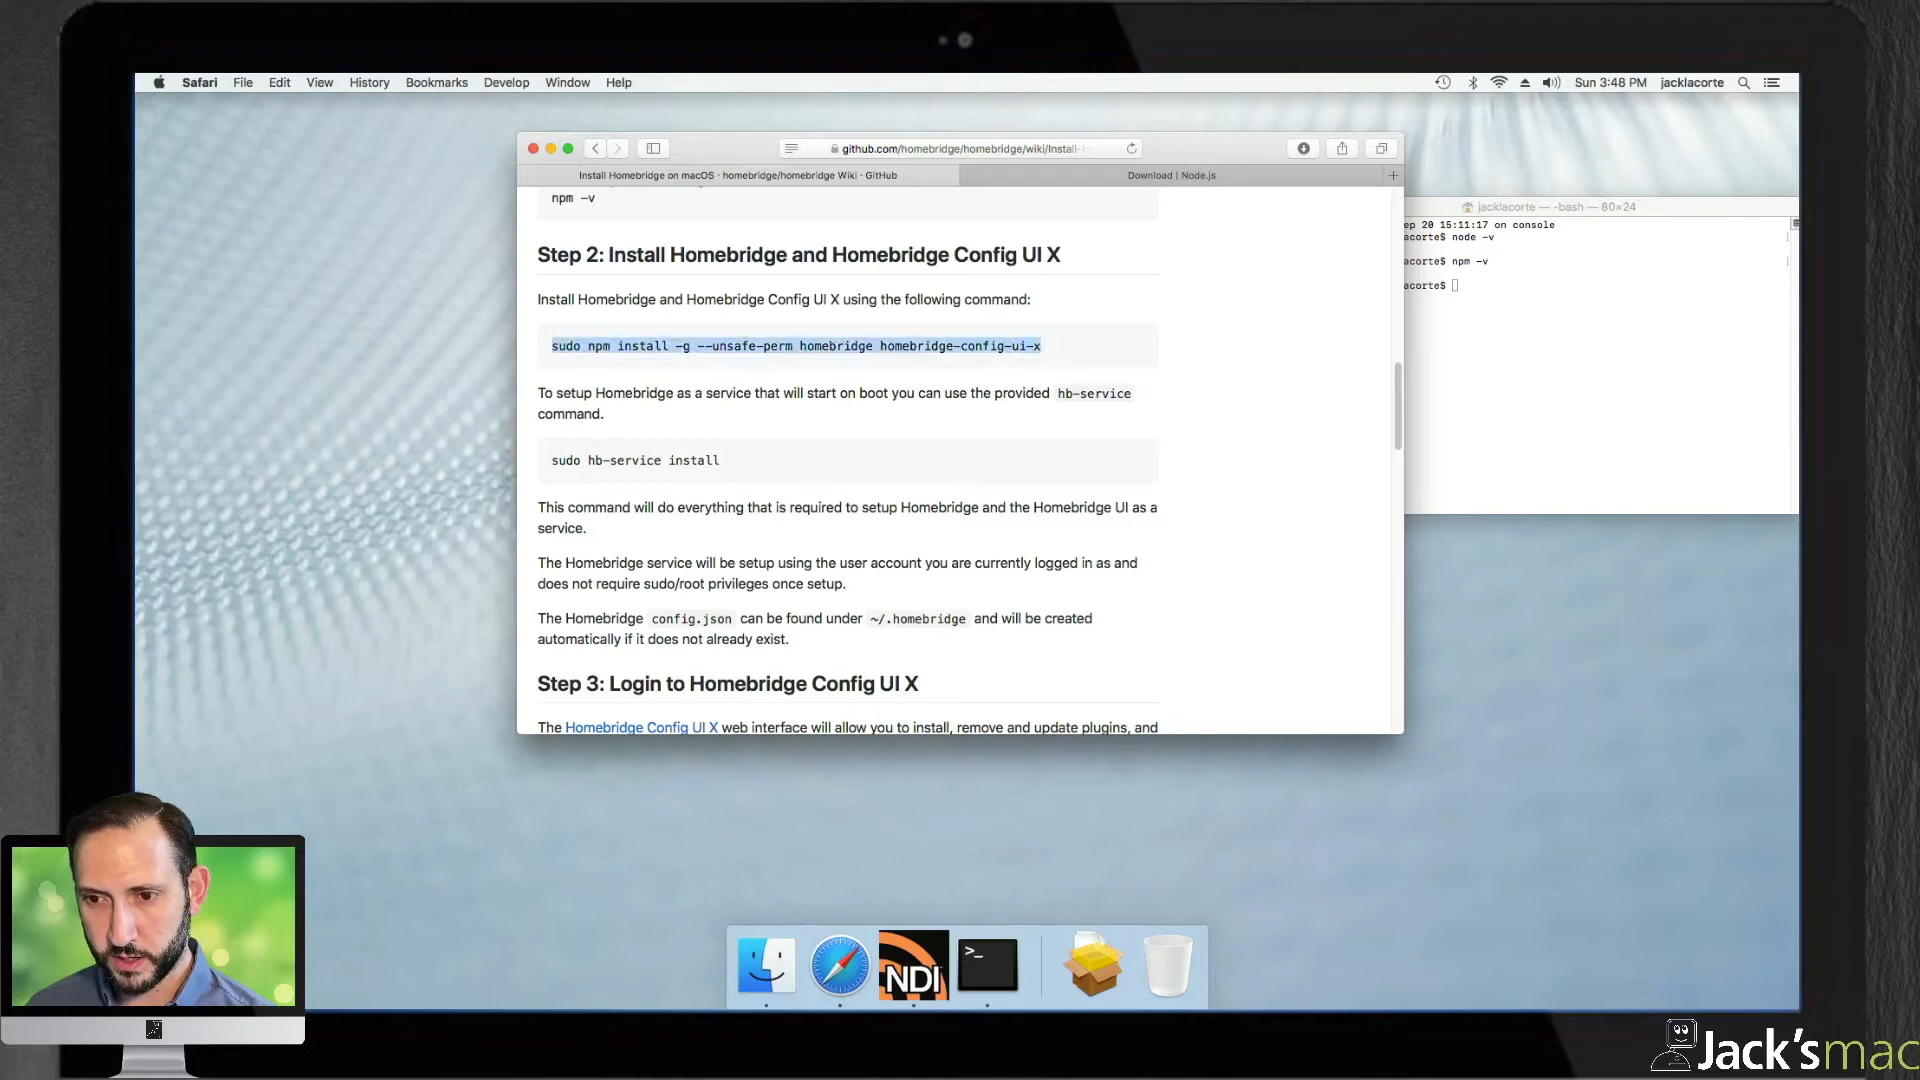 Safari File Edit View History Bookmarks Develop Window Help Sun 3:48 PM jacklacorte
github.com/homebridge/homebridge/wiki/Install-
Install Homebridge on macOS · homebridge/homebridge Wiki · GitHub
Download | Node.js
npm -v
Step 2: Install Homebridge and Homebridge Config UI X
Install Homebridge and Homebridge Config UI X using the following command:
sudo npm install -g --unsafe-perm homebridge homebridge-config-ui-x
To setup Homebridge as a service that will start on boot you can use the provided hb-service
command.
sudo hb-service install
This command will do everything that is required to setup Homebridge and the Homebridge UI as a
service.
The Homebridge service will be setup using the user account you are currently logged in as and
does not require sudo/root privileges once setup.
The Homebridge config.json can be found under ~/.homebridge and will be created
automatically if it does not already exist.
Step 3: Login to Homebridge Config UI X
The Homebridge Config UI X web interface will allow you to install, remove and update plugins, and
jacklacorte — -bash — 80×24
ep 20 15:11:17 on console
acorte$ node -v
acorte$ npm -v
acorte$
NDI
>_
Jack'smac